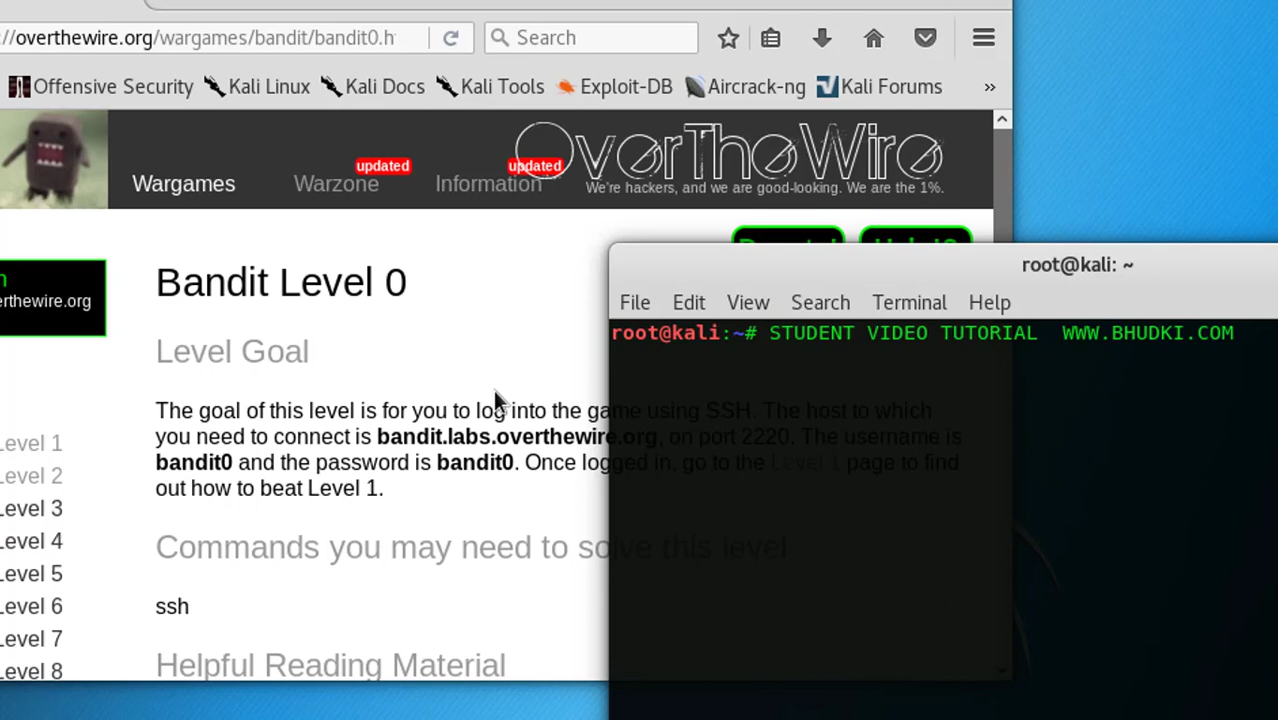 ://overthewire.org/wargames/bandit/bandit0.h
Search
Offensive Security
Kali Linux
Kali Docs
Kali Tools
Exploit-DB
Aircrack-ng
Kali Forums
»
OverTheWire
We're hackers, and we are good-looking. We are the 1%.
Wargames
Warzone
updated
Information
updated
erthewire.org
Bandit Level 0
Level Goal
The goal of this level is for you to log into the game using SSH. The host to which
you need to connect is bandit.labs.overthewire.org, on port 2220. The username is
bandit0 and the password is bandit0. Once logged in, go to the Level 1 page to find
out how to beat Level 1.
Commands you may need to solve this level
ssh
Helpful Reading Material
Level 1
Level 2
Level 3
Level 4
Level 5
Level 6
Level 7
Level 8
root@kali: ~
File Edit View Search Terminal Help
root@kali:~# STUDENT VIDEO TUTORIAL  WWW.BHUDKI.COM